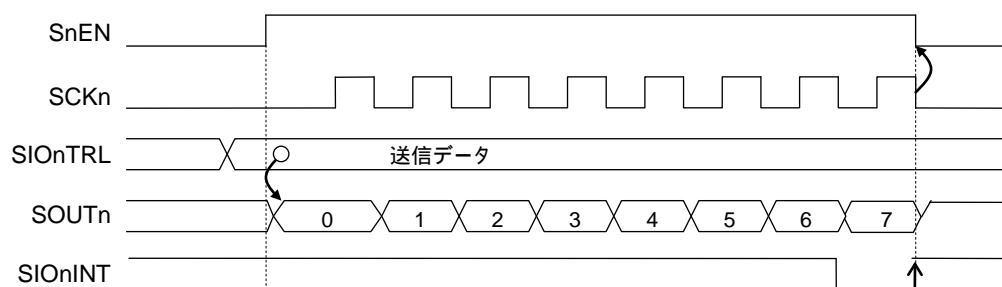 SnEN
SCKn
SIOnTRL 送信データ
SOUTn 0 1 2 3 4 5 6 7
SIOnINT